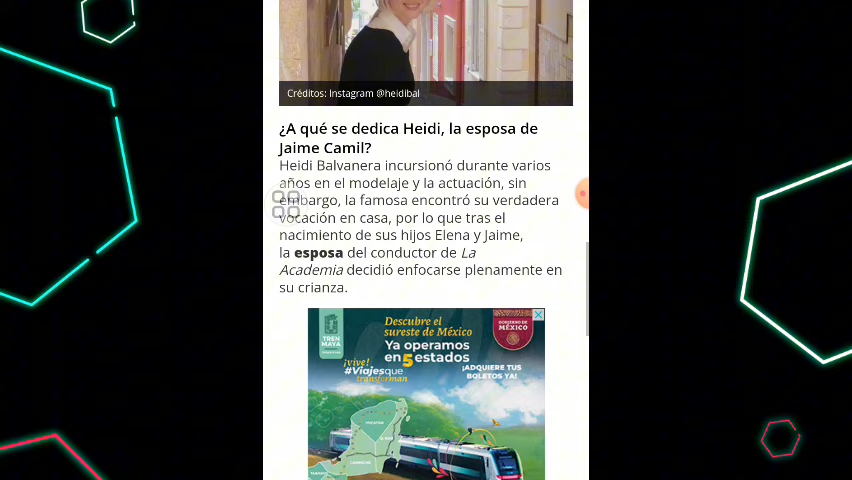 Créditos: Instagram @heidibal
¿A qué se dedica Heidi, la esposa de
Jaime Camil?
Heidi Balvanera incursionó durante varios
años en el modelaje y la actuación, sin
embargo, la famosa encontró su verdadera
vocación en casa, por lo que tras el
nacimiento de sus hijos Elena y Jaime,
la esposa del conductor de La
Academia decidió enfocarse plenamente en
su crianza.
TREN
MAYA
Descubre el
sureste de México
GOBIERNO DE
MÉXICO
Ya operamos
en 5 estados
¡vive!
#Viajesque
transforman
¡ADQUIERE TUS
BOLETOS YA!
YUCATÁN
CAMPECHE
TABASCO